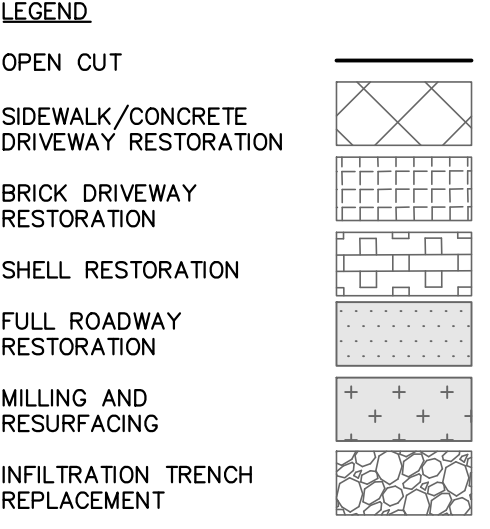 LEGEND
OPEN CUT
SIDEWALK/CONCRETE
DRIVEWAY RESTORATION
BRICK DRIVEWAY
RESTORATION
SHELL RESTORATION
FULL ROADWAY
RESTORATION
MILLING AND
RESURFACING
INFILTRATION TRENCH
REPLACEMENT